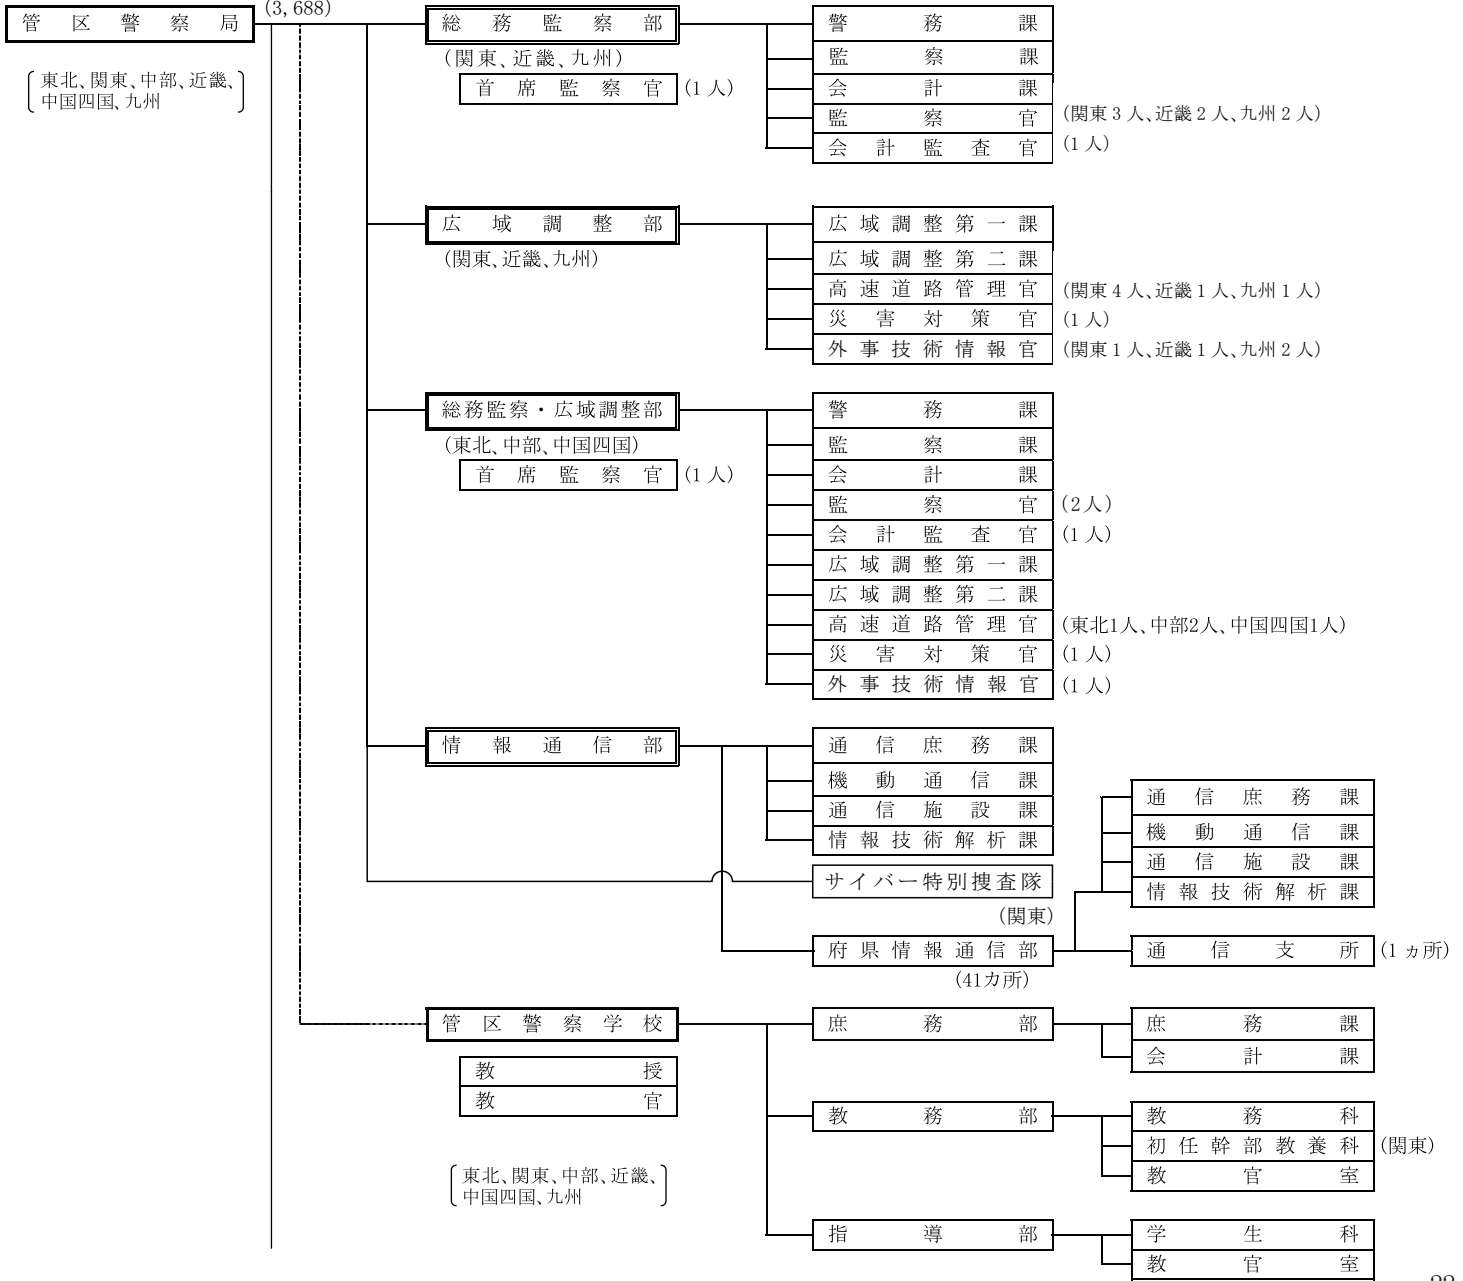 管区警察局
(3,688)
東北、関東、中部、近畿、
中国四国、九州
総務監察部
(関東、近畿、九州)
首席監察官 (1人)
警務課
監察課
会計課
監察官 (関東3人、近畿2人、九州2人)
会計監査官 (1人)
広域調整部
(関東、近畿、九州)
広域調整第一課
広域調整第二課
高速道路管理官 (関東4人、近畿1人、九州1人)
災害対策官 (1人)
外事技術情報官 (関東1人、近畿1人、九州2人)
総務監察・広域調整部
(東北、中部、中国四国)
首席監察官 (1人)
警務課
監察課
会計課
監察官 (2人)
会計監査官 (1人)
広域調整第一課
広域調整第二課
高速道路管理官 (東北1人、中部2人、中国四国1人)
災害対策官 (1人)
外事技術情報官 (1人)
情報通信部
通信庶務課
機動通信課
通信施設課
情報技術解析課
サイバー特別捜査隊
(関東)
府県情報通信部
(41カ所)
通信庶務課
機動通信課
通信施設課
情報技術解析課
通信支所 (1ヵ所)
管区警察学校
教授
教官
東北、関東、中部、近畿、
中国四国、九州
庶務部
庶務課
会計課
教務部
教務科
初任幹部教養科 (関東)
教官室
指導部
学生科
教官室